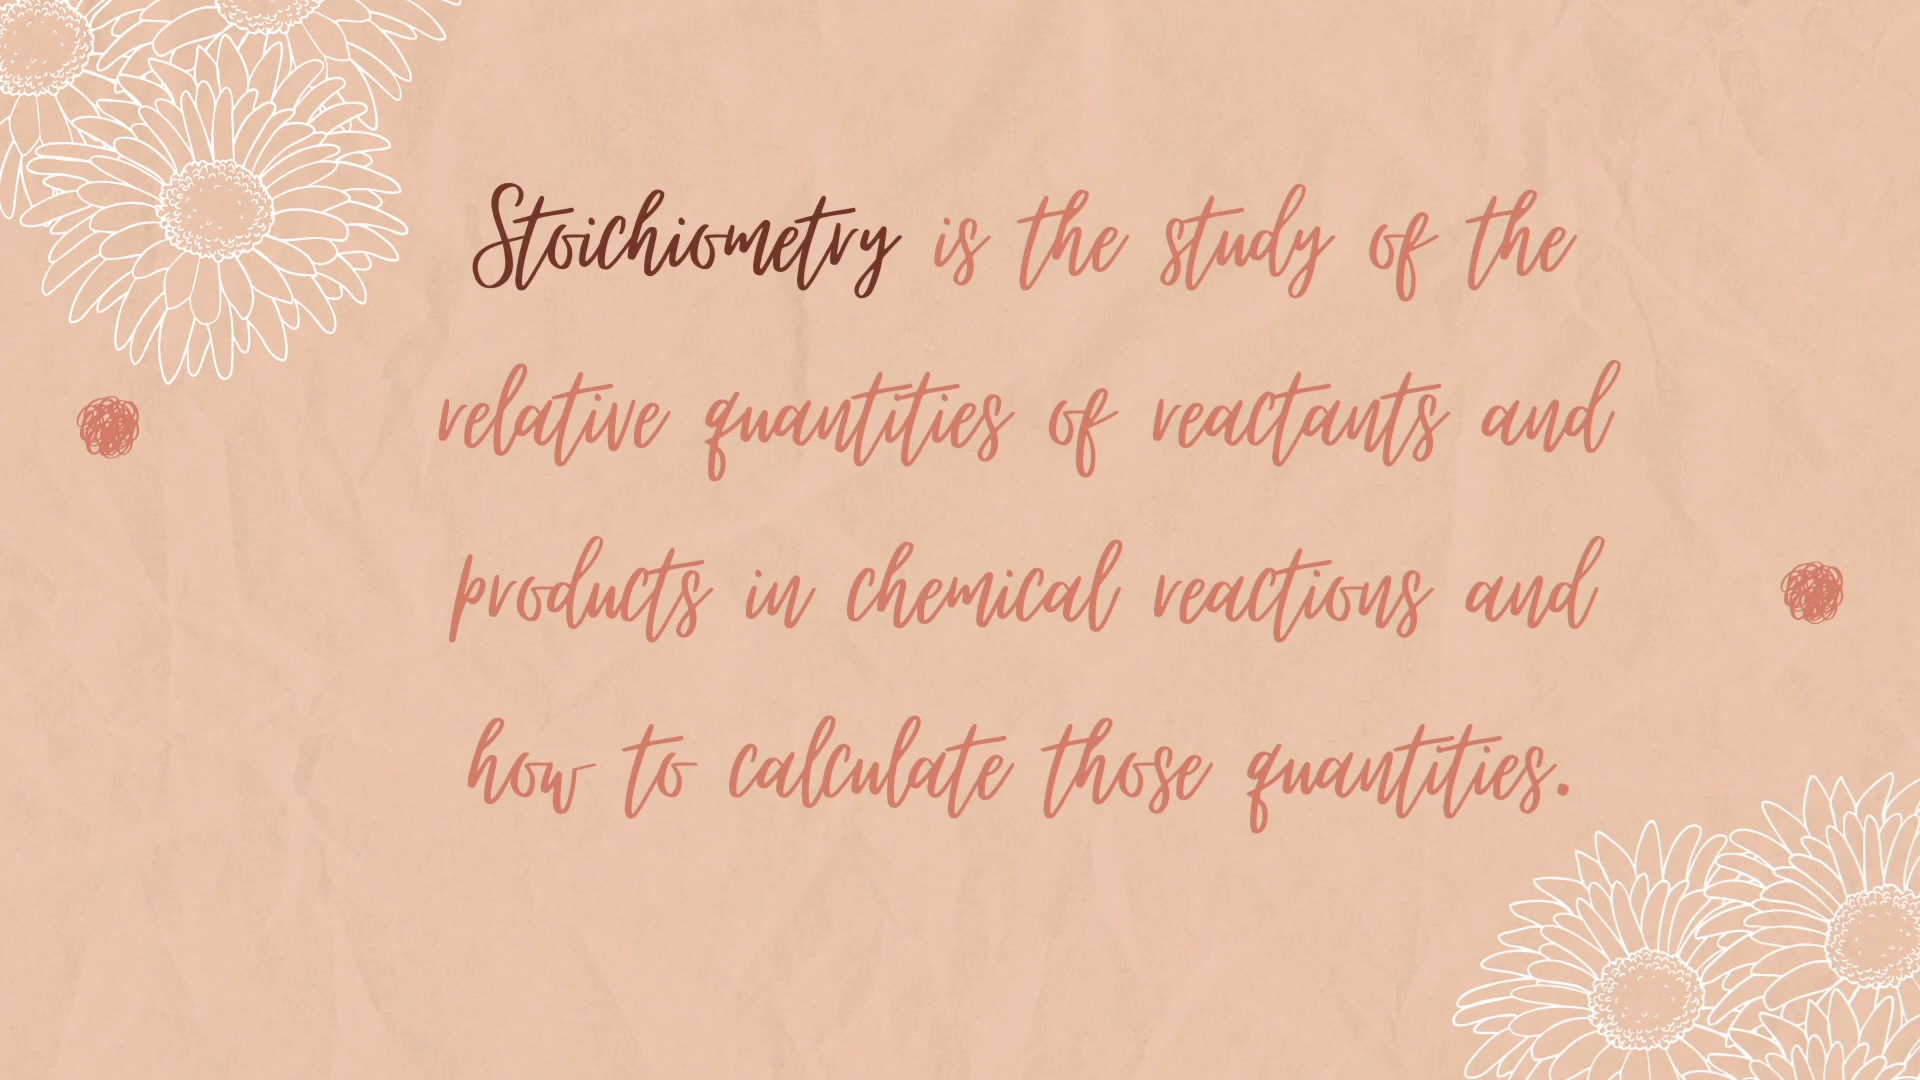 Stoichiometry is the study of the
relative quantities of reactants and
products in chemical reactions and
how to calculate those quantities.